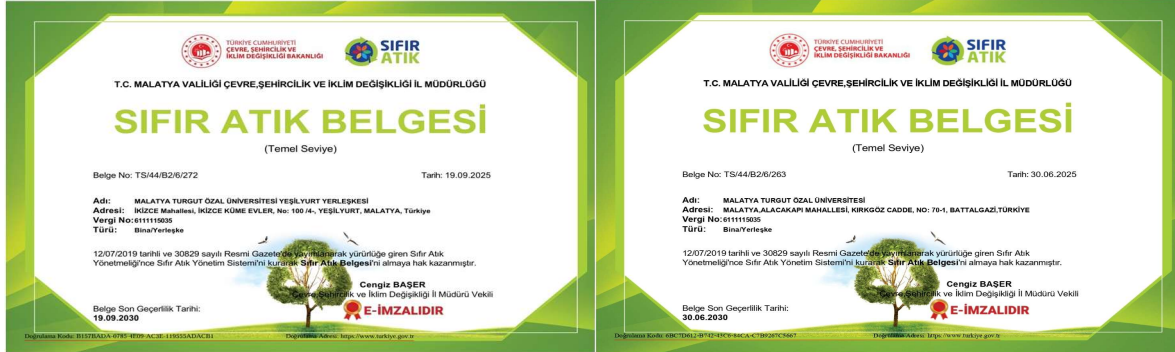 TÜRKİYE CUMHURİYETİ
ÇEVRE, ŞEHİRCİLİK VE
İKLİM DEĞİŞİKLİĞİ BAKANLIĞI
SIFIR
ATIK
T.C. MALATYA VALİLİĞİ ÇEVRE,ŞEHİRCİLİK VE İKLİM DEĞİŞİKLİĞİ İL MÜDÜRLÜĞÜ
SIFIR ATIK BELGESİ
(Temel Seviye)
Belge No: TS/44/B2/6/272 Tarih: 19.09.2025
Adı: MALATYA TURGUT ÖZAL ÜNİVERSİTESİ YEŞİLYURT YERLEŞKESİ
Adresi: İKİZCE Mahallesi, İKİZCE KÜME EVLER, No: 100 /4-, YEŞİLYURT, MALATYA, Türkiye
Vergi No: 6111115035
Türü: Bina/Yerleşke
12/07/2019 tarihli ve 30829 sayılı Resmi Gazete'de yayımlanarak yürürlüğe giren Sıfır Atık
Yönetmeliği'nce Sıfır Atık Yönetim Sistemi'ni kurarak Sıfır Atık Belgesi'ni almaya hak kazanmıştır.
Cengiz BAŞER
Çevre,Şehircilik ve İklim Değişikliği İl Müdürü Vekili
Belge Son Geçerlilik Tarihi:
19.09.2030
E-İMZALIDIR
Doğrulama Kodu: Doğrulama Adresi: https://www.turkiye.gov.tr
TÜRKİYE CUMHURİYETİ
ÇEVRE, ŞEHİRCİLİK VE
İKLİM DEĞİŞİKLİĞİ BAKANLIĞI
SIFIR
ATIK
T.C. MALATYA VALİLİĞİ ÇEVRE,ŞEHİRCİLİK VE İKLİM DEĞİŞİKLİĞİ İL MÜDÜRLÜĞÜ
SIFIR ATIK BELGESİ
(Temel Seviye)
Belge No: TS/44/B2/6/263 Tarih: 30.06.2025
Adı: MALATYA TURGUT ÖZAL ÜNİVERSİTESİ
Adresi: MALATYA,ALACAKAPI MAHALLESİ, KIRKGÖZ CADDE, NO: 70-1, BATTALGAZİ,TÜRKİYE
Vergi No: 6111115035
Türü: Bina/Yerleşke
12/07/2019 tarihli ve 30829 sayılı Resmi Gazete'de yayımlanarak yürürlüğe giren Sıfır Atık
Yönetmeliği'nce Sıfır Atık Yönetim Sistemi'ni kurarak Sıfır Atık Belgesi'ni almaya hak kazanmıştır.
Cengiz BAŞER
Çevre,Şehircilik ve İklim Değişikliği İl Müdürü Vekili
Belge Son Geçerlilik Tarihi:
30.06.2030
E-İMZALIDIR
Doğrulama Kodu: Doğrulama Adresi: https://www.turkiye.gov.tr